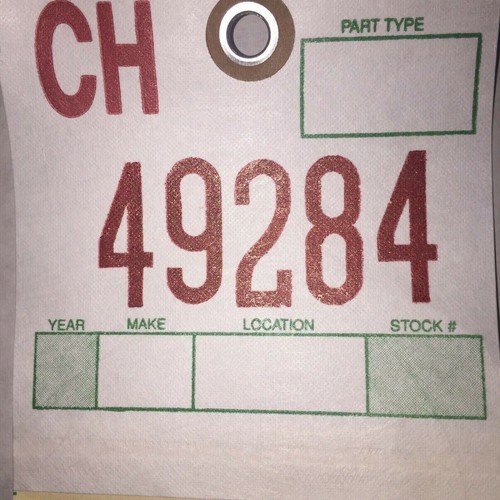 CH
PART TYPE
49284
YEAR MAKE LOCATION STOCK #